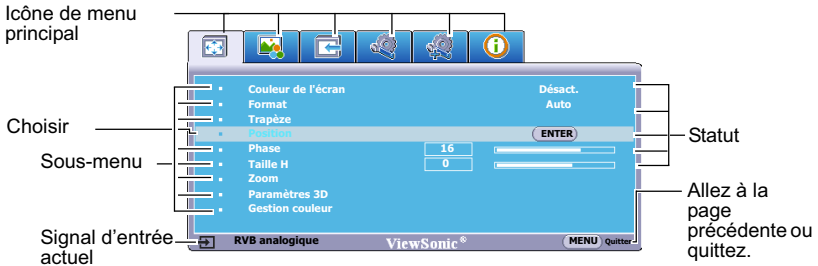 Icône de menu
principal
Couleur de l'écran Désact.
Format Auto
Trapèze
Choisir
Position ENTER
Statut
Phase 16
Sous-menu
Taille H 0
Zoom
Paramètres 3D
Gestion couleur
Allez à la
page
précédente ou
quittez.
Signal d'entrée
actuel
RVB analogique ViewSonic® MENU Quitter